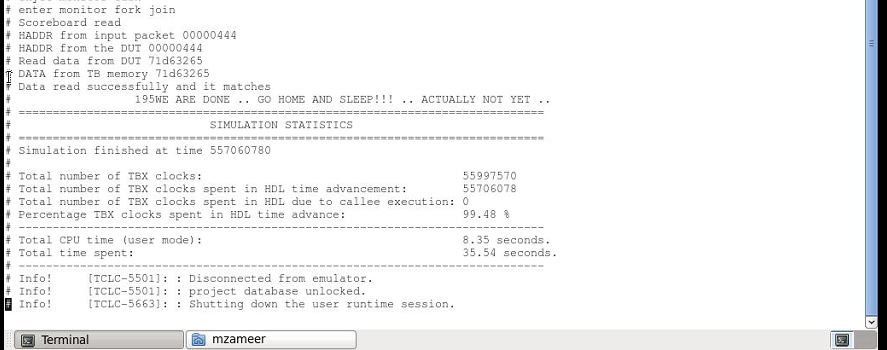 # enter monitor fork join
# Scoreboard read
# HADDR from input packet 00000444
# HADDR from the DUT 00000444
# Read data from DUT 71d63265
# DATA from TB memory 71d63265
# Data read successfully and it matches
# 195WE ARE DONE .. GO HOME AND SLEEP!!! .. ACTUALLY NOT YET ..
# ==============================================================================
# SIMULATION STATISTICS
# ==============================================================================
# Simulation finished at time 557060780
#
# Total number of TBX clocks: 55997570
# Total number of TBX clocks spent in HDL time advancement: 55706078
# Total number of TBX clocks spent in HDL due to callee execution: 0
# Percentage TBX clocks spent in HDL time advance: 99.48 %
# ------------------------------------------------------------------------------
# Total CPU time (user mode): 8.35 seconds.
# Total time spent: 35.54 seconds.
# ------------------------------------------------------------------------------
# Info! [TCLC-5501]: : Disconnected from emulator.
# Info! [TCLC-5501]: : project database unlocked.
# Info! [TCLC-5663]: : Shutting down the user runtime session.
Terminal
mzameer